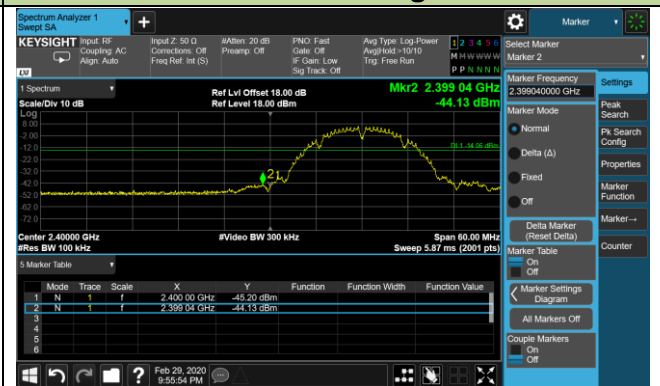 Spectrum Analyzer 1
Swept SA
Marker
KEYSIGHT Input: RF Input Z: 50 Ω #Atten: 20 dB PNO: Fast Avg Type: Log-Power 1 2 3 4 5 6
Coupling: AC Corrections: Off Preamp: Off Gate: Off Avg|Hold:>10/10 M M W W W W
Align: Auto Freq Ref: Int (S) IF Gain: Low Trig: Free Run
Sig Track: Off P P N N N N
LXI
Select Marker
Marker 2
1 Spectrum
Ref Lvl Offset 18.00 dB Mkr2 2.399 04 GHz
Scale/Div 10 dB Ref Level 18.00 dBm -44.13 dBm
Log
8.00
-2.00
-12.0
-22.0
-32.0
-42.0
-52.0
-62.0
-72.0
2 1
Center 2.40000 GHz #Video BW 300 kHz Span 60.00 MHz
#Res BW 100 kHz Sweep 5.87 ms (2001 pts)
5 Marker Table
Mode Trace Scale X Y Function Function Width Function Value
1 N 1 f 2.400 00 GHz -45.20 dBm
2 N 1 f 2.399 04 GHz -44.13 dBm
3
4
5
6
Marker Frequency
2.399040000 GHz
Marker Mode
Normal
Delta (Δ)
Fixed
Off
Delta Marker
(Reset Delta)
Marker Table
On
Off
Marker Settings
Diagram
All Markers Off
Couple Markers
On
Off
Settings
Peak
Search
Pk Search
Config
Properties
Marker
Function
Marker→
Counter
Feb 29, 2020
9:55:54 PM